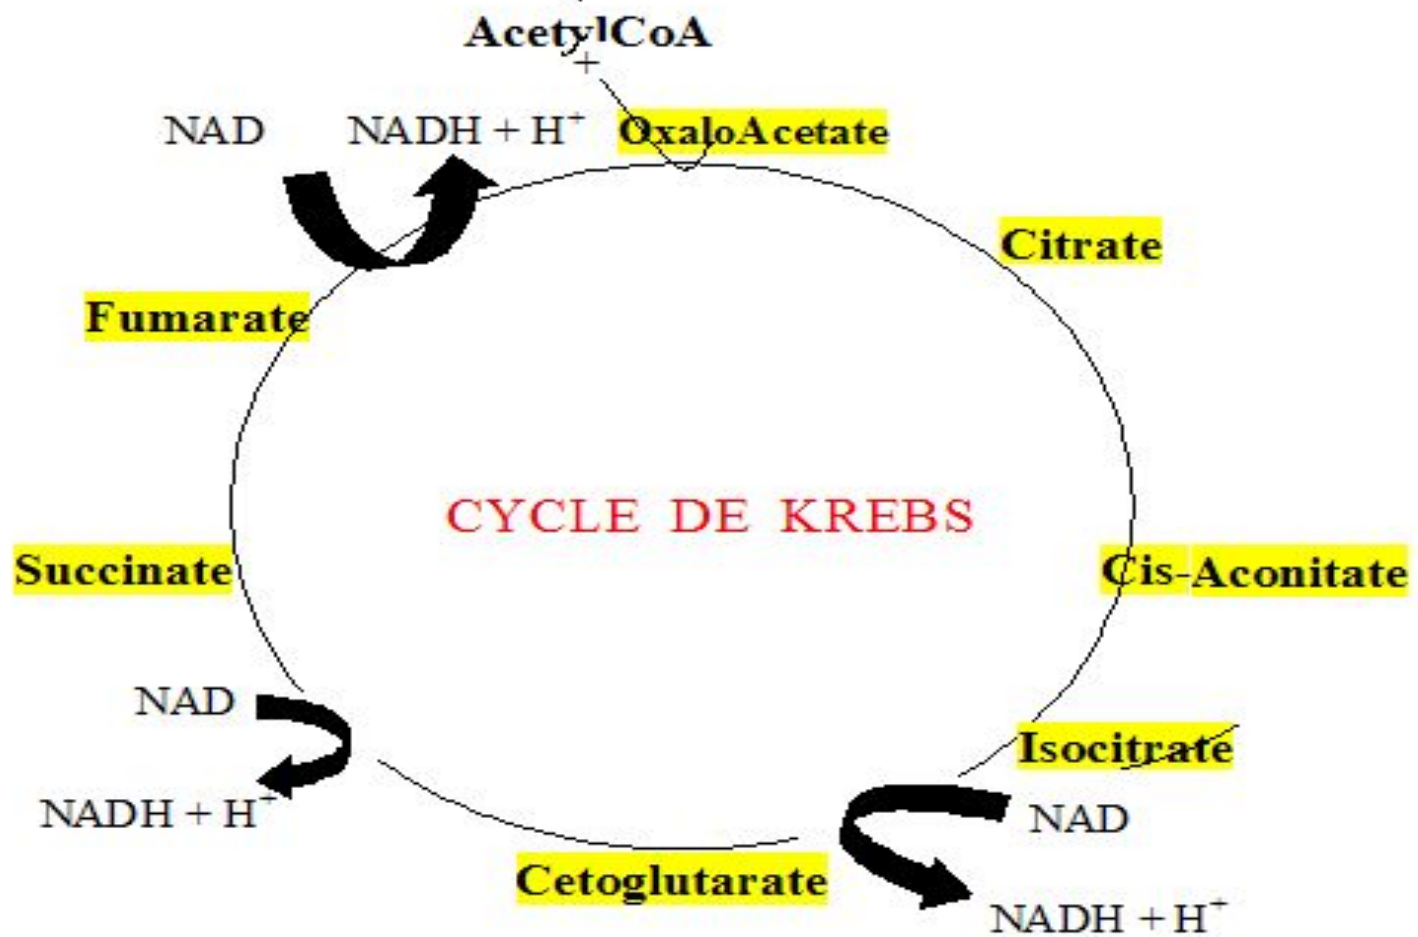 AcetylCoA
+
NAD NADH + H⁺ OxaloAcetate
Citrate
Fumarate
CYCLE DE KREBS
Succinate
Cis-Aconitate
NAD
Isocitrate
NADH + H⁺
NAD
Cetoglutarate
NADH + H⁺